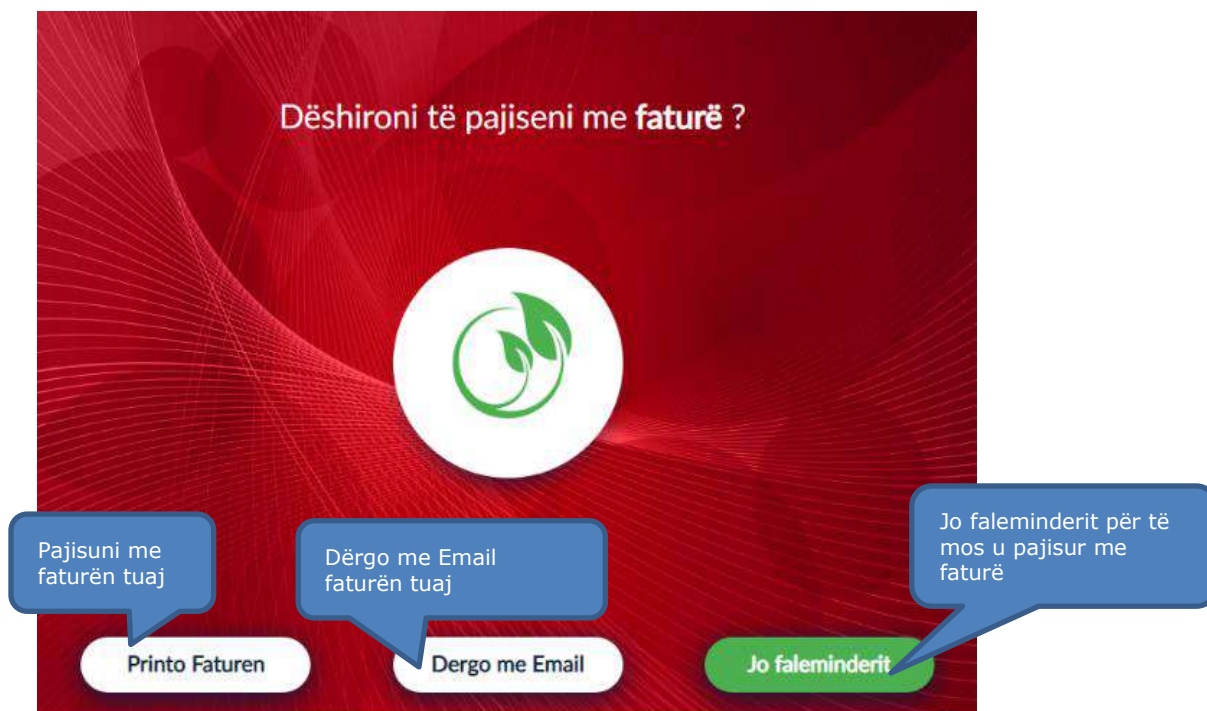 Dëshironi të pajiseni me faturë ?
Pajisuni me
faturën tuaj
Dërgo me Email
faturën tuaj
Jo faleminderit për të
mos u pajisur me
faturë
Printo Faturen
Dergo me Email
Jo faleminderit